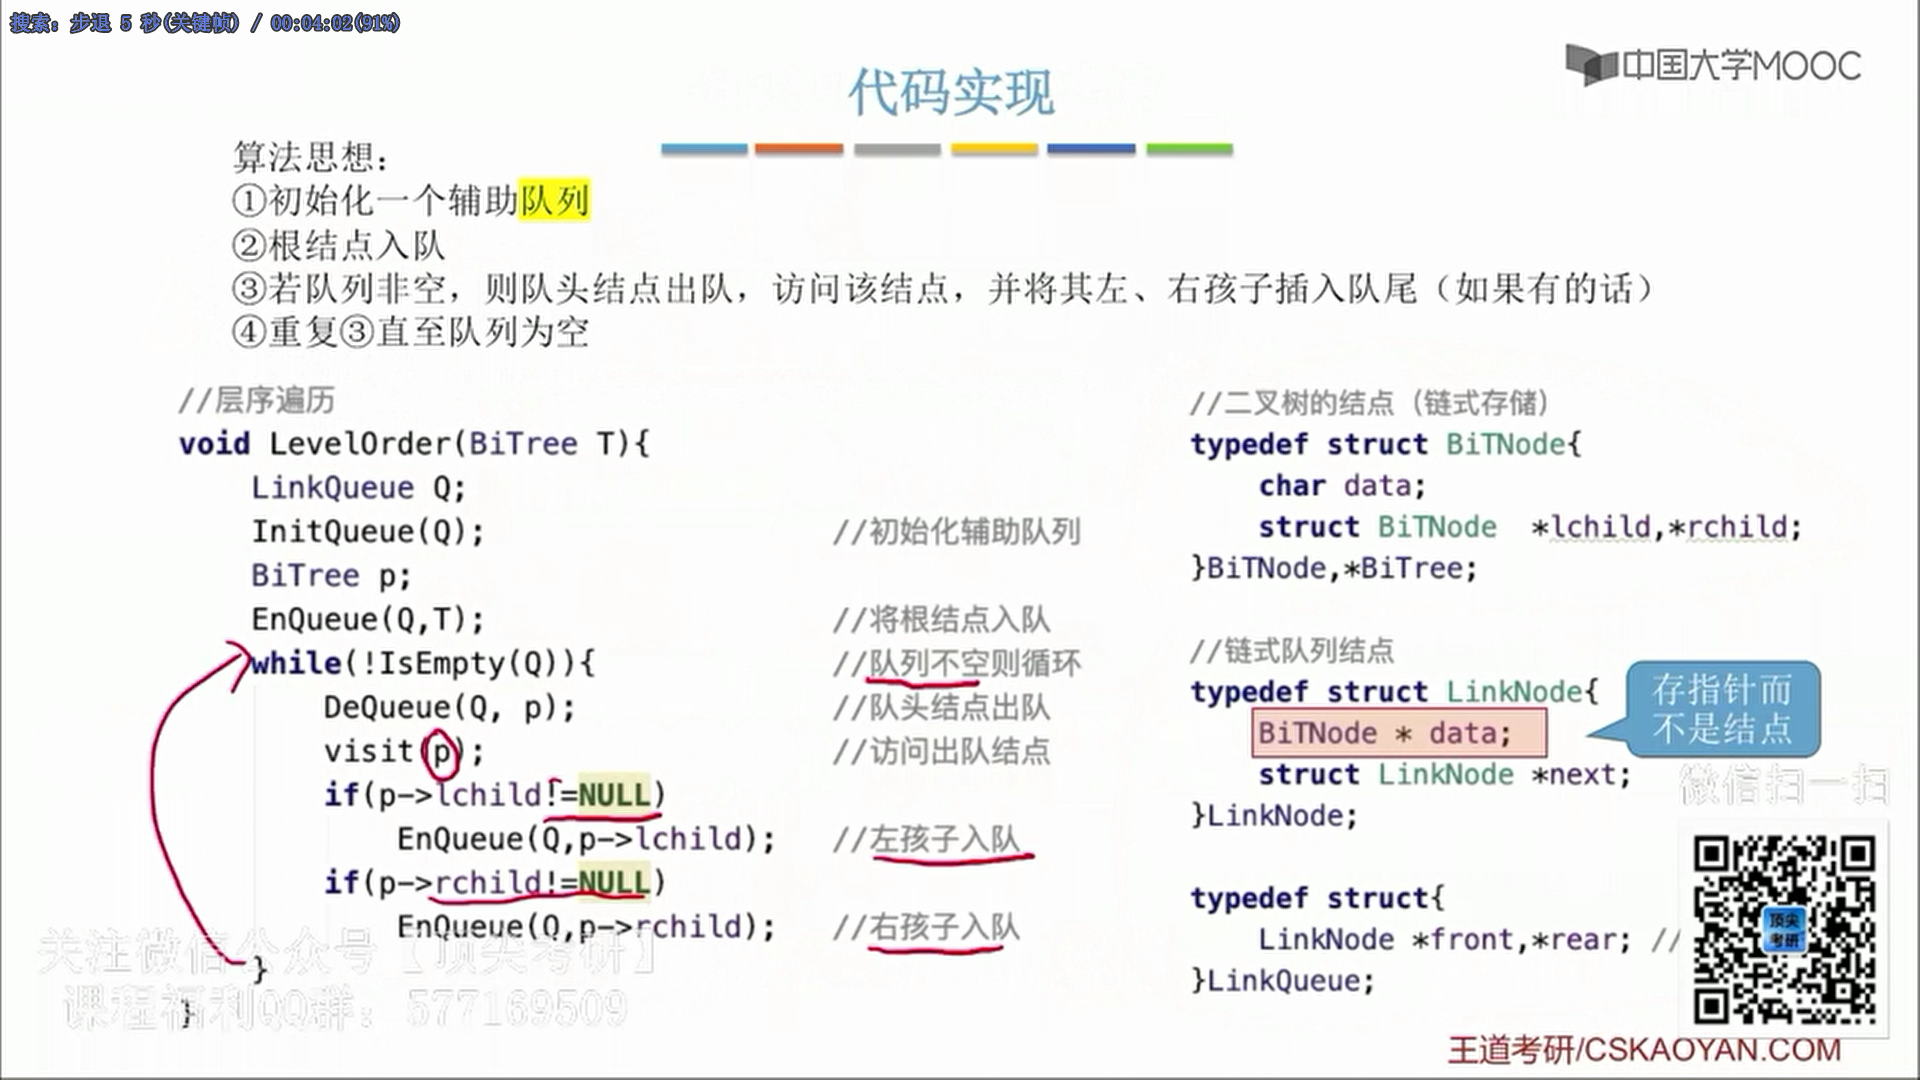 搜索: 步退 5 秒(关键帧) / 00:04:02(91%)
中国大学MOOC
代码实现
算法思想：
①初始化一个辅助队列
②根结点入队
③若队列非空，则队头结点出队，访问该结点，并将其左、右孩子插入队尾（如果有的话）
④重复③直至队列为空
//层序遍历
void LevelOrder(BiTree T){
LinkQueue Q;
InitQueue(Q); //初始化辅助队列
BiTree p;
EnQueue(Q,T); //将根结点入队
while(!IsEmpty(Q)){ //队列不空则循环
DeQueue(Q, p); //队头结点出队
visit(p); //访问出队结点
if(p->lchild!=NULL)
EnQueue(Q,p->lchild); //左孩子入队
if(p->rchild!=NULL)
EnQueue(Q,p->rchild); //右孩子入队
}
}
//二叉树的结点（链式存储）
typedef struct BiTNode{
char data;
struct BiTNode *lchild,*rchild;
}BiTNode,*BiTree;
//链式队列结点
typedef struct LinkNode{
BiTNode * data;
struct LinkNode *next;
}LinkNode;
typedef struct{
LinkNode *front,*rear; //
}LinkQueue;
存指针而
不是结点
微信扫一扫
顶尖
考研
关注微信公众号【顶尖考研】
课程福利QQ群：577169509
王道考研/CSKAOYAN.COM